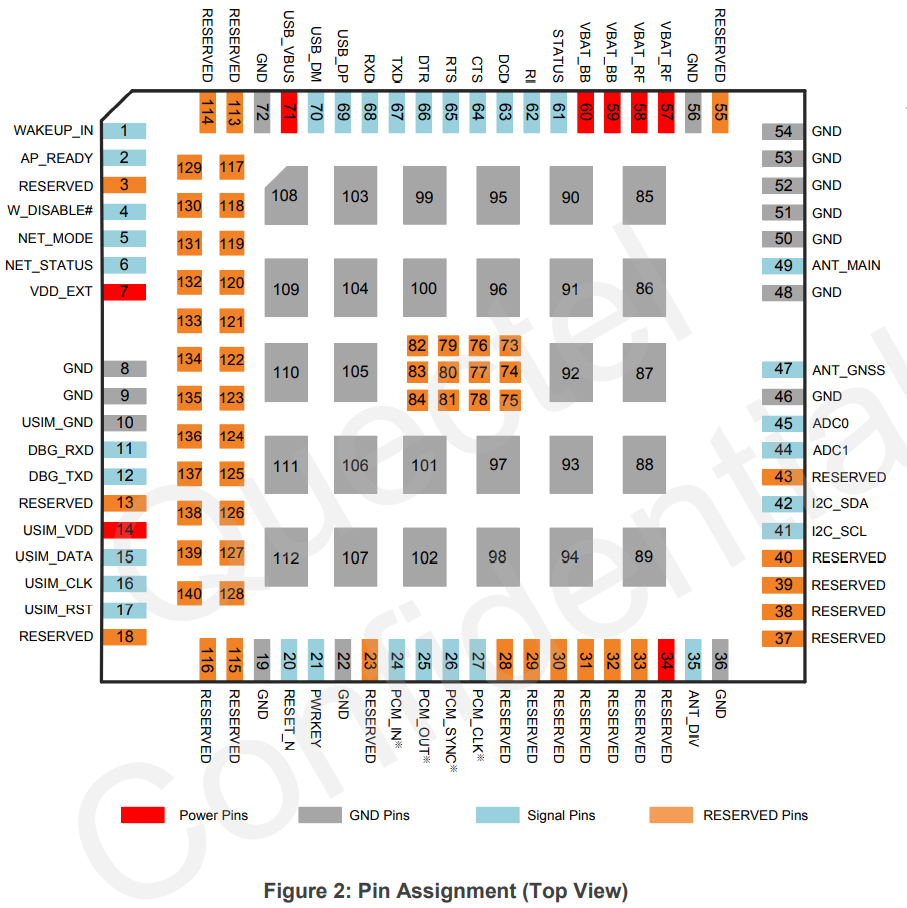 RESERVED
RESERVED
GND
USB_VBUS
USB_DM
USB_DP
RXD
TXD
DTR
RTS
CTS
DCD
RI
STATUS
VBAT_BB
VBAT_BB
VBAT_RF
VBAT_RF
GND
RESERVED
114 113 72 71 70 69 68 67 66 65 64 63 62 61 60 59 58 57 56 55
WAKEUP_IN 1
AP_READY 2
RESERVED 3
W_DISABLE# 4
NET_MODE 5
NET_STATUS 6
VDD_EXT 7
GND 8
GND 9
USIM_GND 10
DBG_RXD 11
DBG_TXD 12
RESERVED 13
USIM_VDD 14
USIM_DATA 15
USIM_CLK 16
USIM_RST 17
RESERVED 18
129 117
130 118
131 119
132 120
133 121
134 122
135 123
136 124
137 125
138 126
139 127
140 128
108 103 99 95 90 85
109 104 100 96 91 86
110 105 92 87
82 79 76 73
83 80 77 74
84 81 78 75
111 106 101 97 93 88
112 107 102 98 94 89
54 GND
53 GND
52 GND
51 GND
50 GND
49 ANT_MAIN
48 GND
47 ANT_GNSS
46 GND
45 ADC0
44 ADC1
43 RESERVED
42 I2C_SDA
41 I2C_SCL
40 RESERVED
39 RESERVED
38 RESERVED
37 RESERVED
116 115 19 20 21 22 23 24 25 26 27 28 29 30 31 32 33 34 35 36
RESERVED
RESERVED
GND
RESET_N
PWRKEY
GND
RESERVED
PCM_IN※
PCM_OUT※
PCM_SYNC※
PCM_CLK※
RESERVED
RESERVED
RESERVED
RESERVED
RESERVED
RESERVED
RESERVED
ANT_DIV
GND
Quectel
Confidential
Power Pins
GND Pins
Signal Pins
RESERVED Pins
Figure 2: Pin Assignment (Top View)